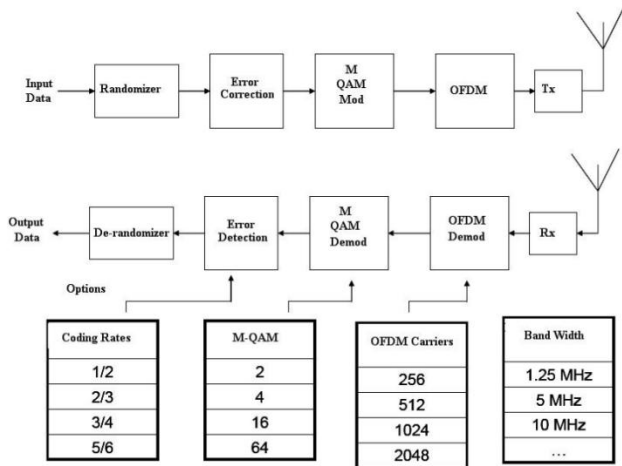 Input
Data
Randomizer
Error
Correction
M
QAM
Mod
OFDM
Tx
Output
Data
De-randomizer
Error
Detection
M
QAM
Demod
OFDM
Demod
Rx
Options
Coding Rates
1/2
2/3
3/4
5/6
M-QAM
2
4
16
64
OFDM Carriers
256
512
1024
2048
Band Width
1.25 MHz
5 MHz
10 MHz
...